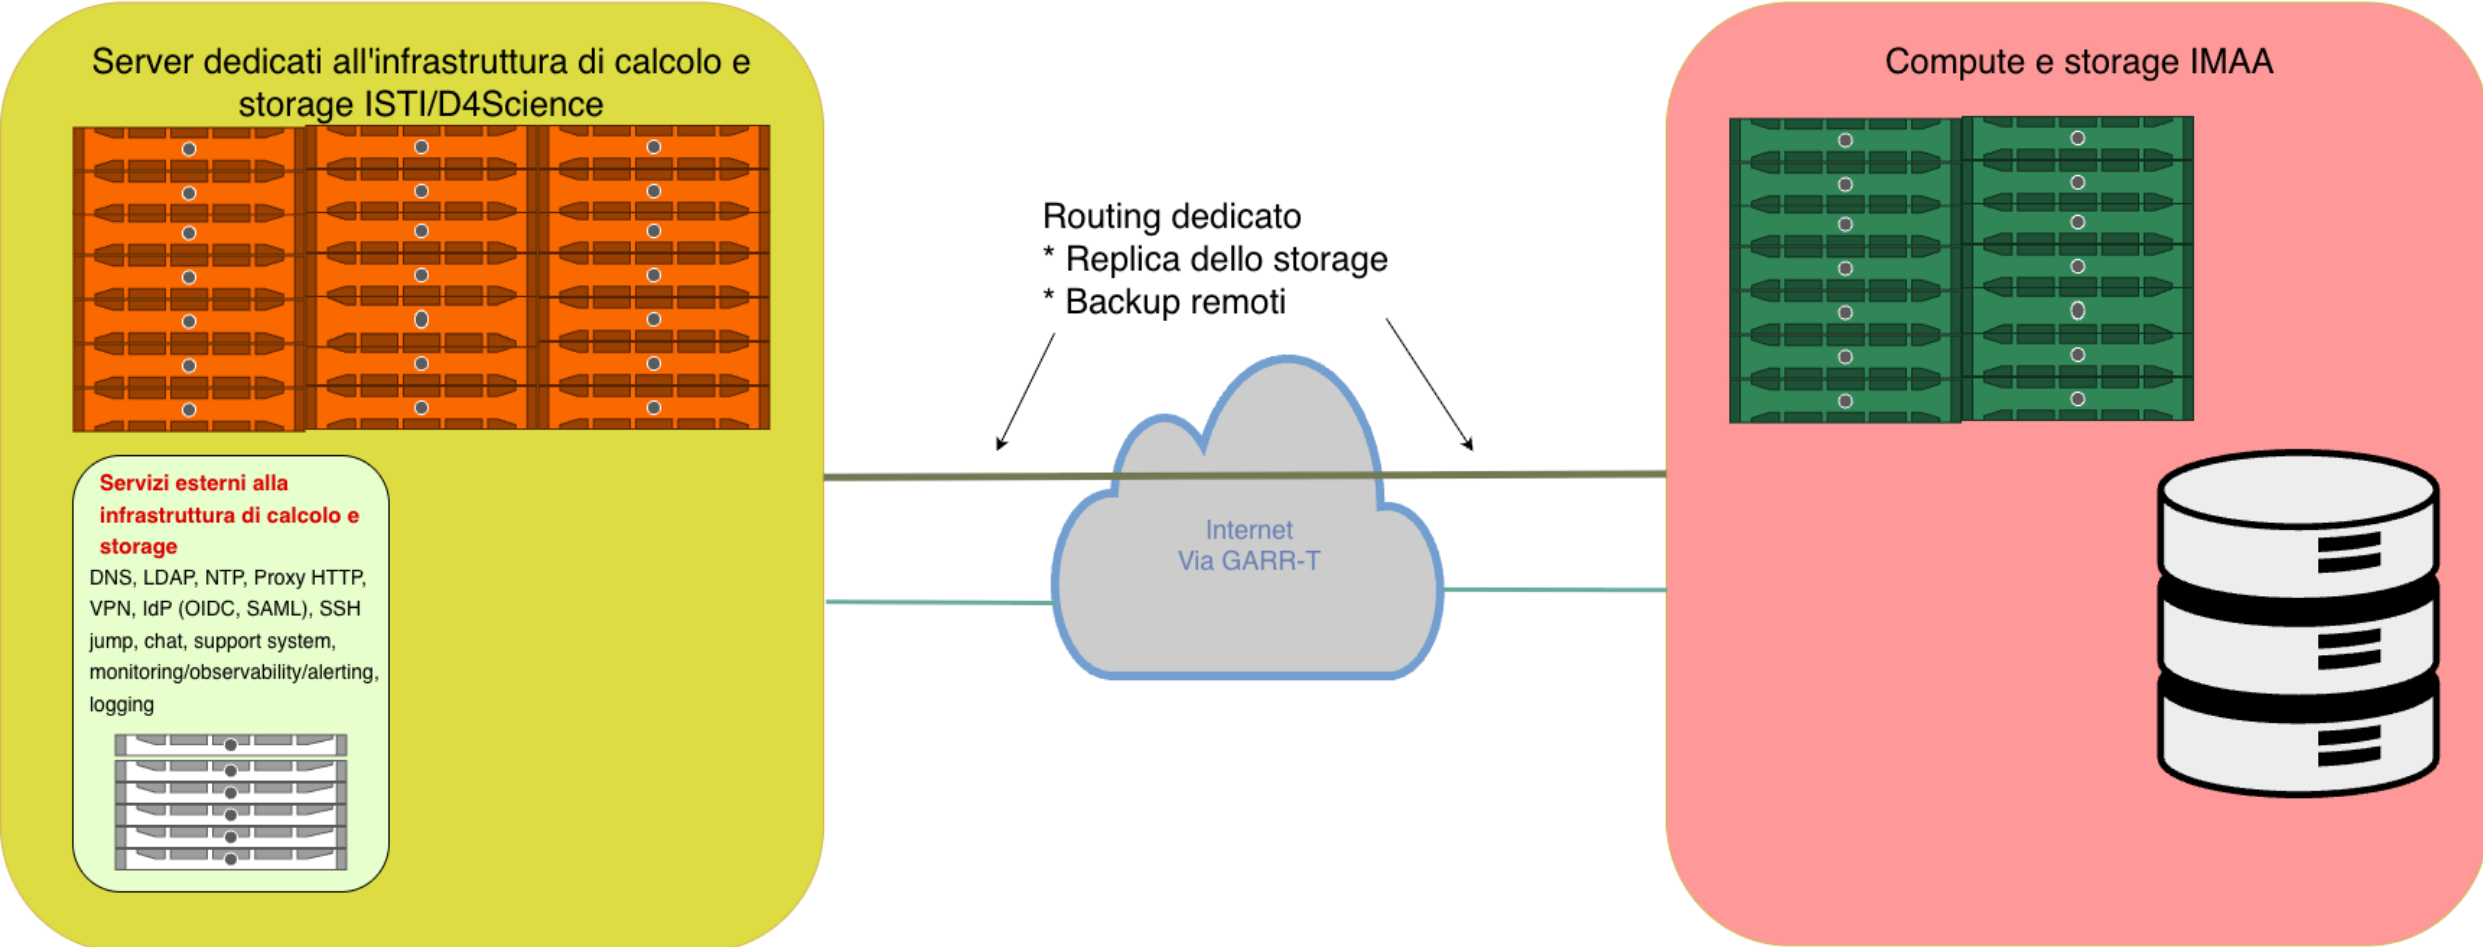 Server dedicati all'infrastruttura di calcolo e
storage ISTI/D4Science
Servizi esterni alla
infrastruttura di calcolo e
storage
DNS, LDAP, NTP, Proxy HTTP,
VPN, IdP (OIDC, SAML), SSH
jump, chat, support system,
monitoring/observability/alerting,
logging
Routing dedicato
* Replica dello storage
* Backup remoti
Internet
Via GARR-T
Compute e storage IMAA